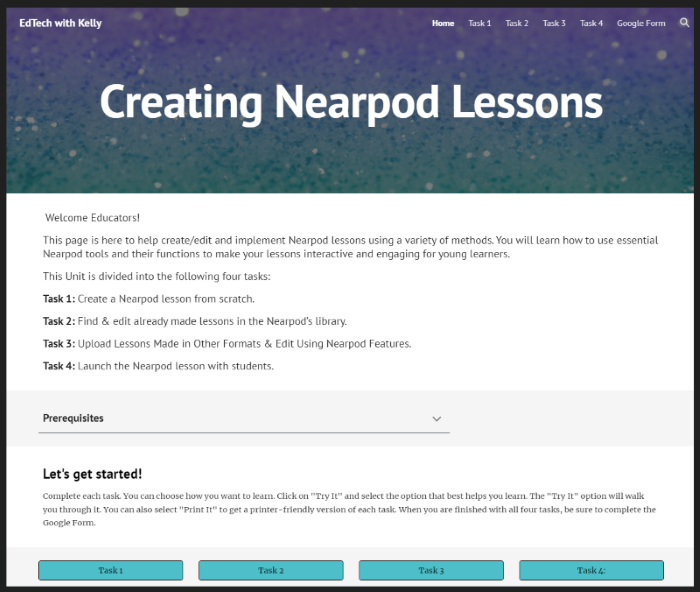 EdTech with Kelly
Home Task 1 Task 2 Task 3 Task 4 Google Form
Creating Nearpod Lessons
Welcome Educators!
This page is here to help create/edit and implement Nearpod lessons using a variety of methods. You will learn how to use essential
Nearpod tools and their functions to make your lessons interactive and engaging for young learners.
This Unit is divided into the following four tasks:
Task 1: Create a Nearpod lesson from scratch.
Task 2: Find & edit already made lessons in the Nearpod's library.
Task 3: Upload Lessons Made in Other Formats & Edit Using Nearpod Features.
Task 4: Launch the Nearpod lesson with students.
Prerequisites
Let's get started!
Complete each task. You can choose how you want to learn. Click on "Try It" and select the option that best helps you learn. The "Try It" option will walk
you through it. You can also select "Print It" to get a printer-friendly version of each task. When you are finished with all four tasks, be sure to complete the
Google Form.
Task 1 Task 2 Task 3 Task 4: